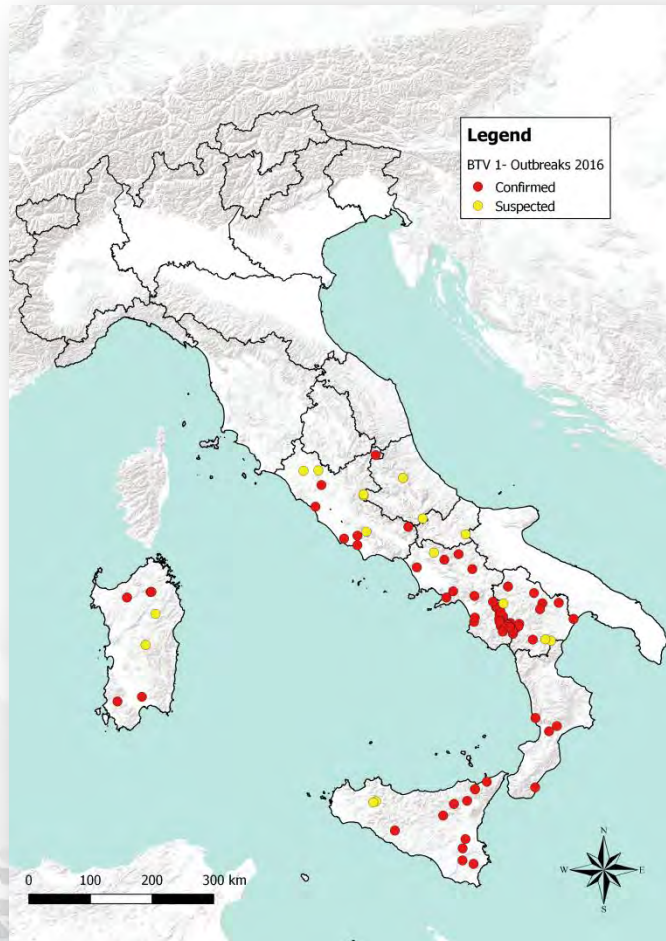 Legend
BTV 1- Outbreaks 2016
Confirmed
Suspected
N
W
E
S
0 100 200 300 km